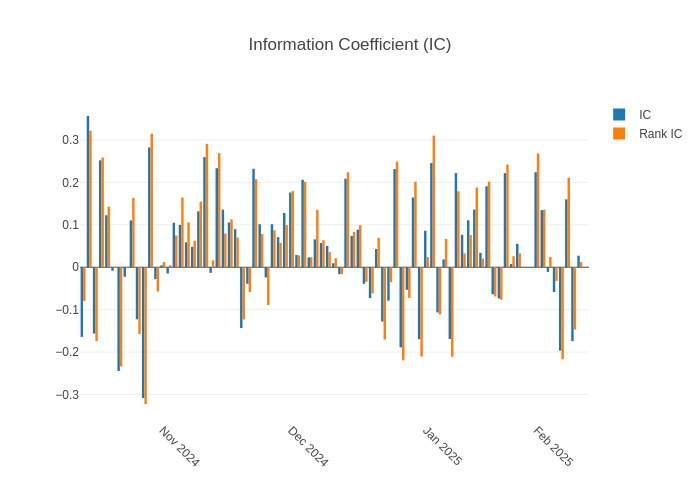 Information Coefficient (IC)
IC
Rank IC
0.3
0.2
0.1
0
−0.1
−0.2
−0.3
Nov 2024
Dec 2024
Jan 2025
Feb 2025